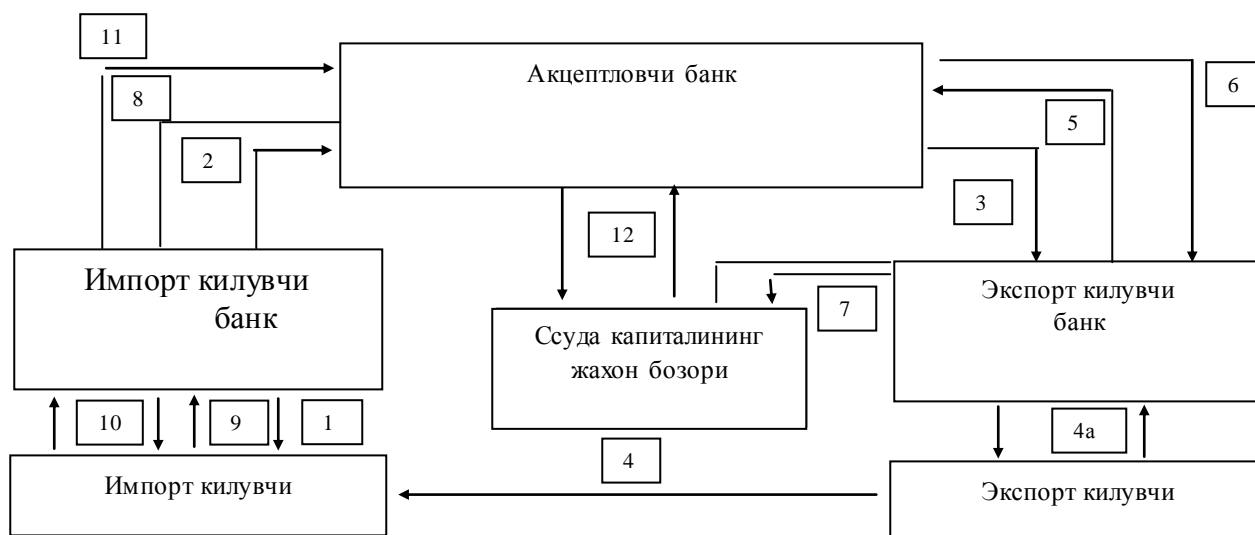 11
Акцептловчи банк
6
8
5
2
3
12
Импорт килувчи
банк
Экспорт килувчи
банк
7
Ссуда капиталининг
жахон бозори
10
9
1
4
4а
Импорт килувчи
Экспорт килувчи